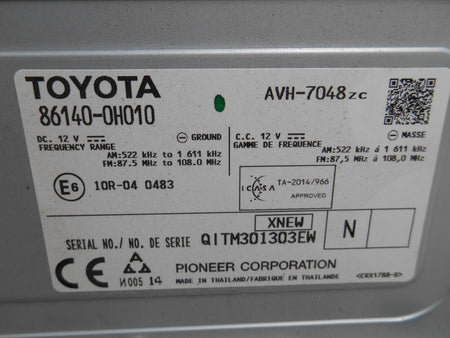 TOYOTA
86140-0H010
AVH-7048zc
DC. 12 V
GROUND
FREQUENCY RANGE
AM:522 kHz to 1 611 kHz
FM:87.5 MHz to 108.0 MHz
C.C. 12 V
MASSE
GAMME DE FREQUENCE
AM:522 kHz à 1 611 kHz
FM:87,5 MHz à 108,0 MHz
E6 10R-04 0483
ICASA
TA-2014/966
APPROVED
XNEW
SERIAL NO./ NO. DE SERIE QITM301303EW
N
CE
N005 14
PIONEER CORPORATION
MADE IN THAILAND/FABRIQUE EN THAILANDE
<CRX1788-D>